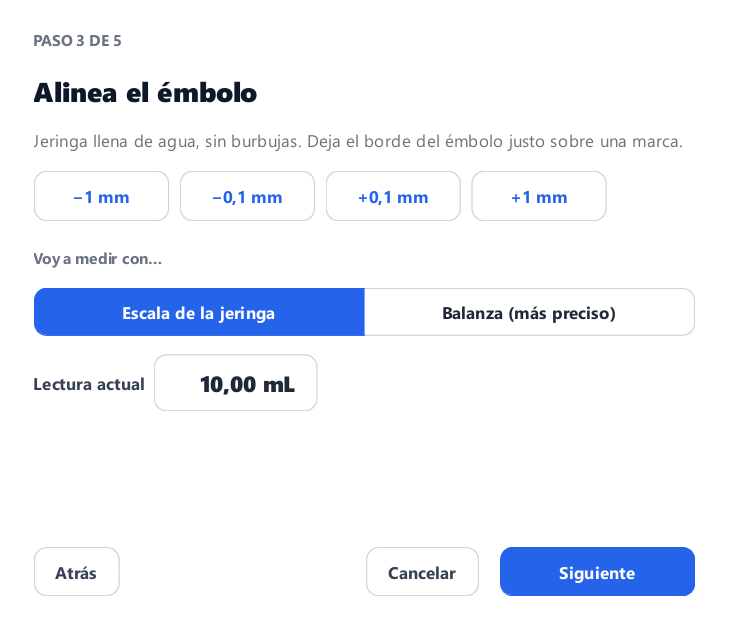 PASO 3 DE 5
Alinea el émbolo
Jeringa llena de agua, sin burbujas. Deja el borde del émbolo justo sobre una marca.
−1 mm −0,1 mm +0,1 mm +1 mm
Voy a medir con...
Escala de la jeringa Balanza (más preciso)
Lectura actual 10,00 mL
Atrás Cancelar Siguiente